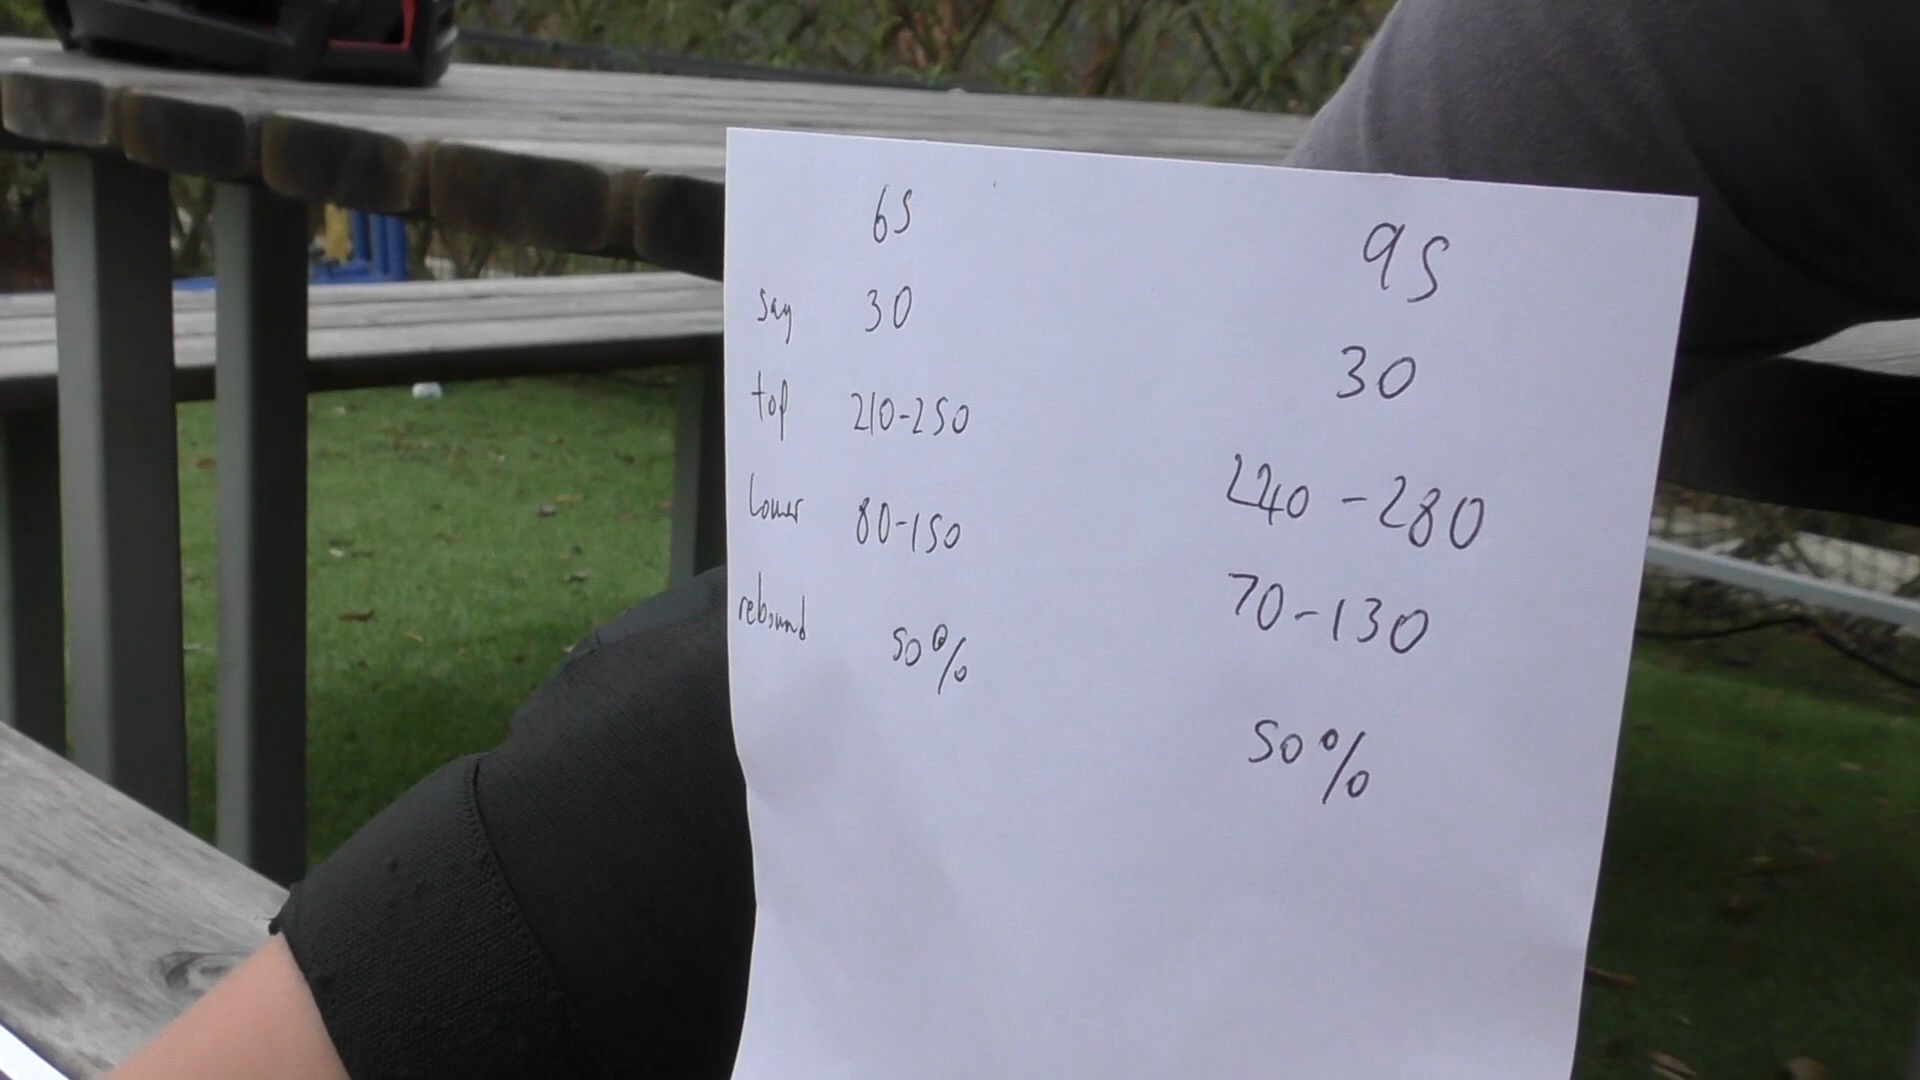 6S 9S
sag 30 30
top 210-250 240-280
lower 80-150 70-130
rebound 50% 50%